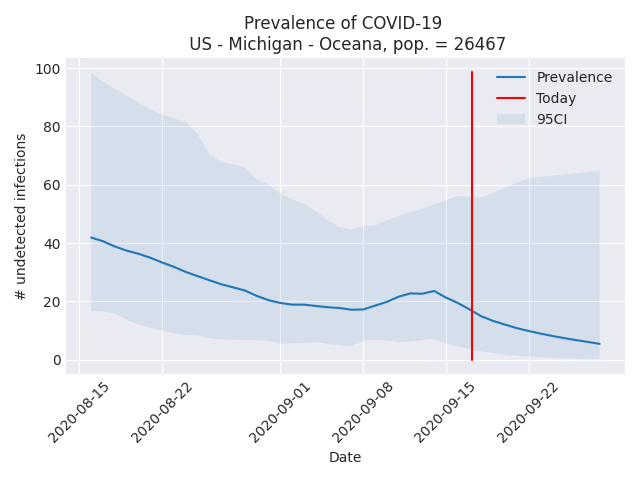 Prevalence of COVID-19
US - Michigan - Oceana, pop. = 26467
100
80
60
40
20
0
# undetected infections
Prevalence
Today
95CI
2020-08-15
2020-08-22
2020-09-01
2020-09-08
2020-09-15
2020-09-22
Date